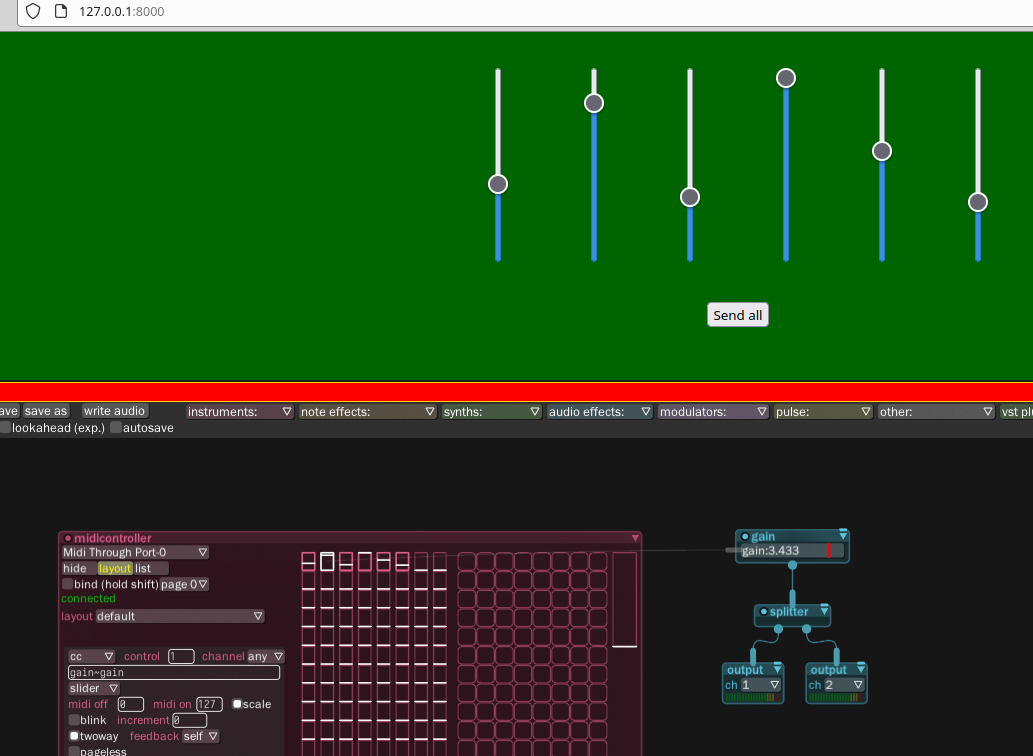 127.0.0.1:8000
Send all
ave save as write audio instruments: note effects: synths: audio effects: modulators: pulse: other: vst pl
lookahead (exp.) autosave
midicontroller
Midi Through Port-0
hide layout list
bind (hold shift) page 0
connected
layout default
cc control 1 channel any
gain~gain
slider
midi off 0 midi on 127 scale
blink increment 0
twoway feedback self
pageless
gain
gain:3.433
splitter
output
ch 1
output
ch 2